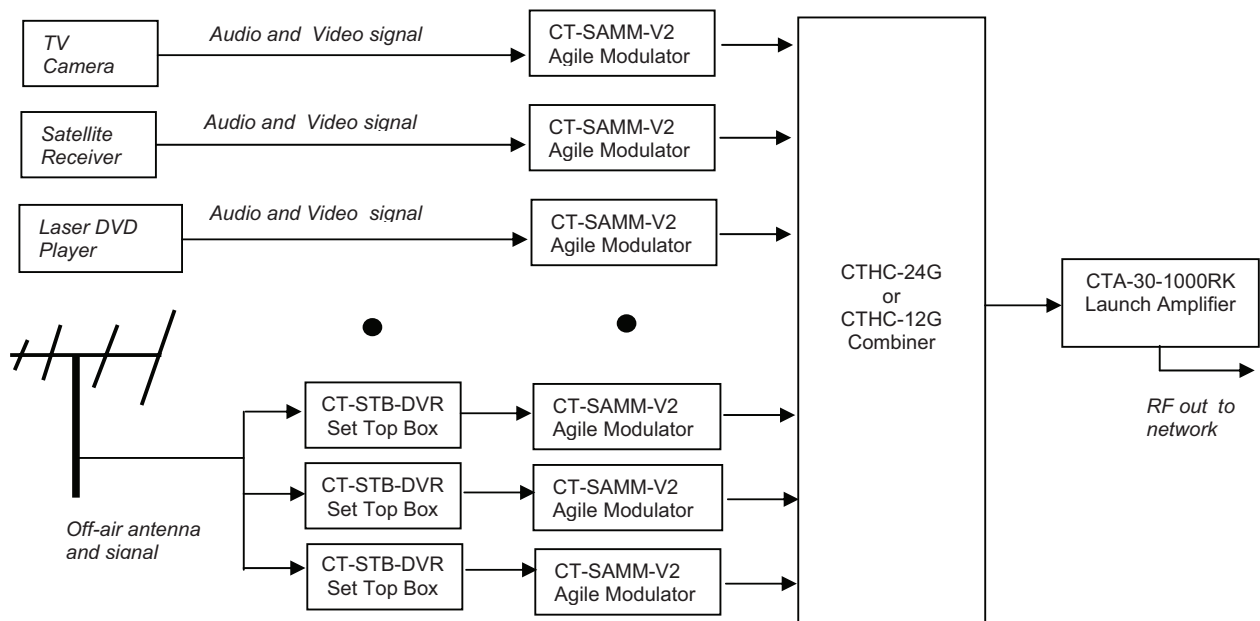 TV
Camera
Audio and Video signal
CT-SAMM-V2
Agile Modulator
Satellite
Receiver
Audio and Video signal
CT-SAMM-V2
Agile Modulator
Laser DVD
Player
Audio and Video signal
CT-SAMM-V2
Agile Modulator
CTHC-24G
or
CTHC-12G
Combiner
CTA-30-1000RK
Launch Amplifier
RF out to
network
CT-STB-DVR
Set Top Box
CT-SAMM-V2
Agile Modulator
CT-STB-DVR
Set Top Box
CT-SAMM-V2
Agile Modulator
Off-air antenna
and signal
CT-STB-DVR
Set Top Box
CT-SAMM-V2
Agile Modulator